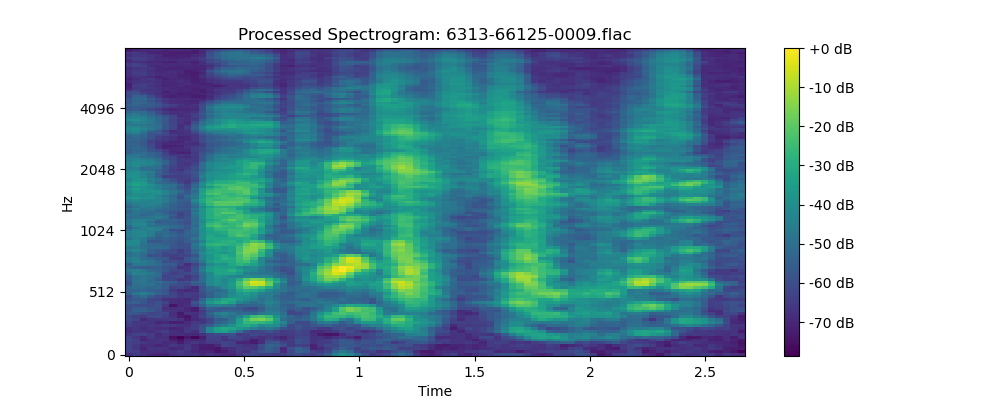 Processed Spectrogram: 6313-66125-0009.flac
+0 dB
4096
-10 dB
-20 dB
2048
-30 dB
Hz
-40 dB
1024
-50 dB
512
-60 dB
-70 dB
0
0 0.5 1 1.5 2 2.5
Time